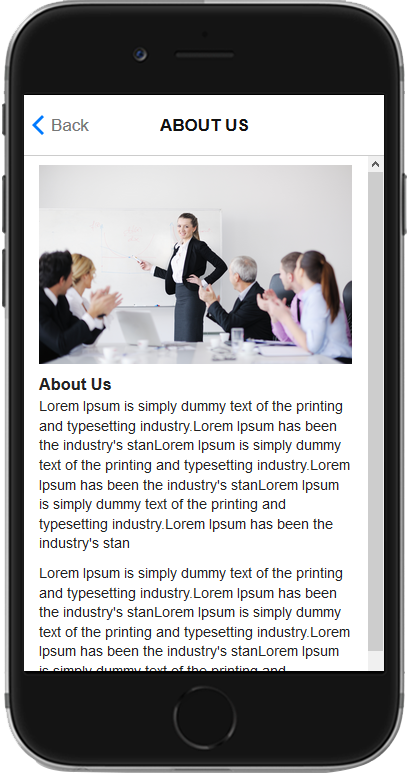 Back
ABOUT US
About Us
Lorem Ipsum is simply dummy text of the printing
and typesetting industry.Lorem Ipsum has been
the industry's stanLorem Ipsum is simply dummy
text of the printing and typesetting industry.Lorem
Ipsum has been the industry's stanLorem Ipsum
is simply dummy text of the printing and
typesetting industry.Lorem Ipsum has been the
industry's stan
Lorem Ipsum is simply dummy text of the printing
and typesetting industry.Lorem Ipsum has been
the industry's stanLorem Ipsum is simply dummy
text of the printing and typesetting industry.Lorem
Ipsum has been the industry's stanLorem Ipsum
is simply dummy text of the printing and